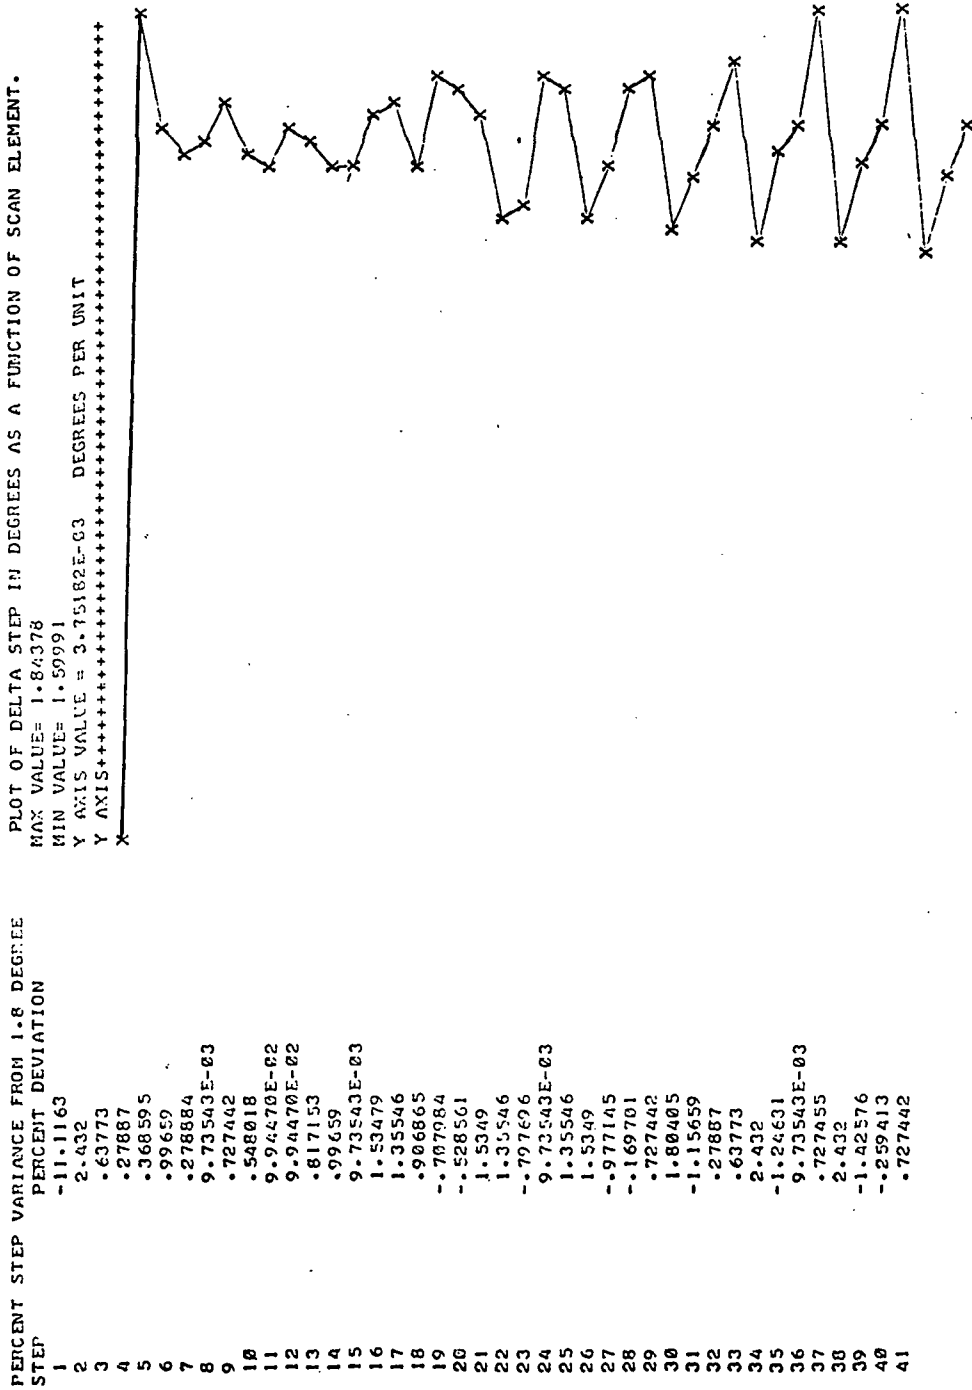 PERCENT STEP VARIANCE FROM 1.8 DEGREE
STEP PERCENT DEVIATION
1 -11.1163
2 2.432
3 .63773
4 .27887
5 .368595
6 .99659
7 .278884
8 9.73543E-03
9 .727442
10 .548018
11 9.94470E-02
12 9.94470E-02
13 .817153
14 .99659
15 9.73543E-03
16 1.53479
17 1.35546
18 .906865
19 -.707984
20 -.528561
21 1.5349
22 1.35546
23 -.797696
24 9.73543E-03
25 1.35546
26 1.5349
27 -.977145
28 -.169701
29 .727442
30 1.80405
31 -1.15659
32 .27887
33 .63773
34 2.432
35 -1.24631
36 9.73543E-03
37 .727455
38 2.432
39 -1.42576
40 -.259413
41 .727442
PLOT OF DELTA STEP IN DEGREES AS A FUNCTION OF SCAN ELEMENT.
MAX VALUE= 1.84378
MIN VALUE= 1.59991
Y AXIS VALUE = 3.75182E-03 DEGREES PER UNIT
Y AXIS++++++++++++++++++++++++++++++++++++++++++++++++++++++++++++++++